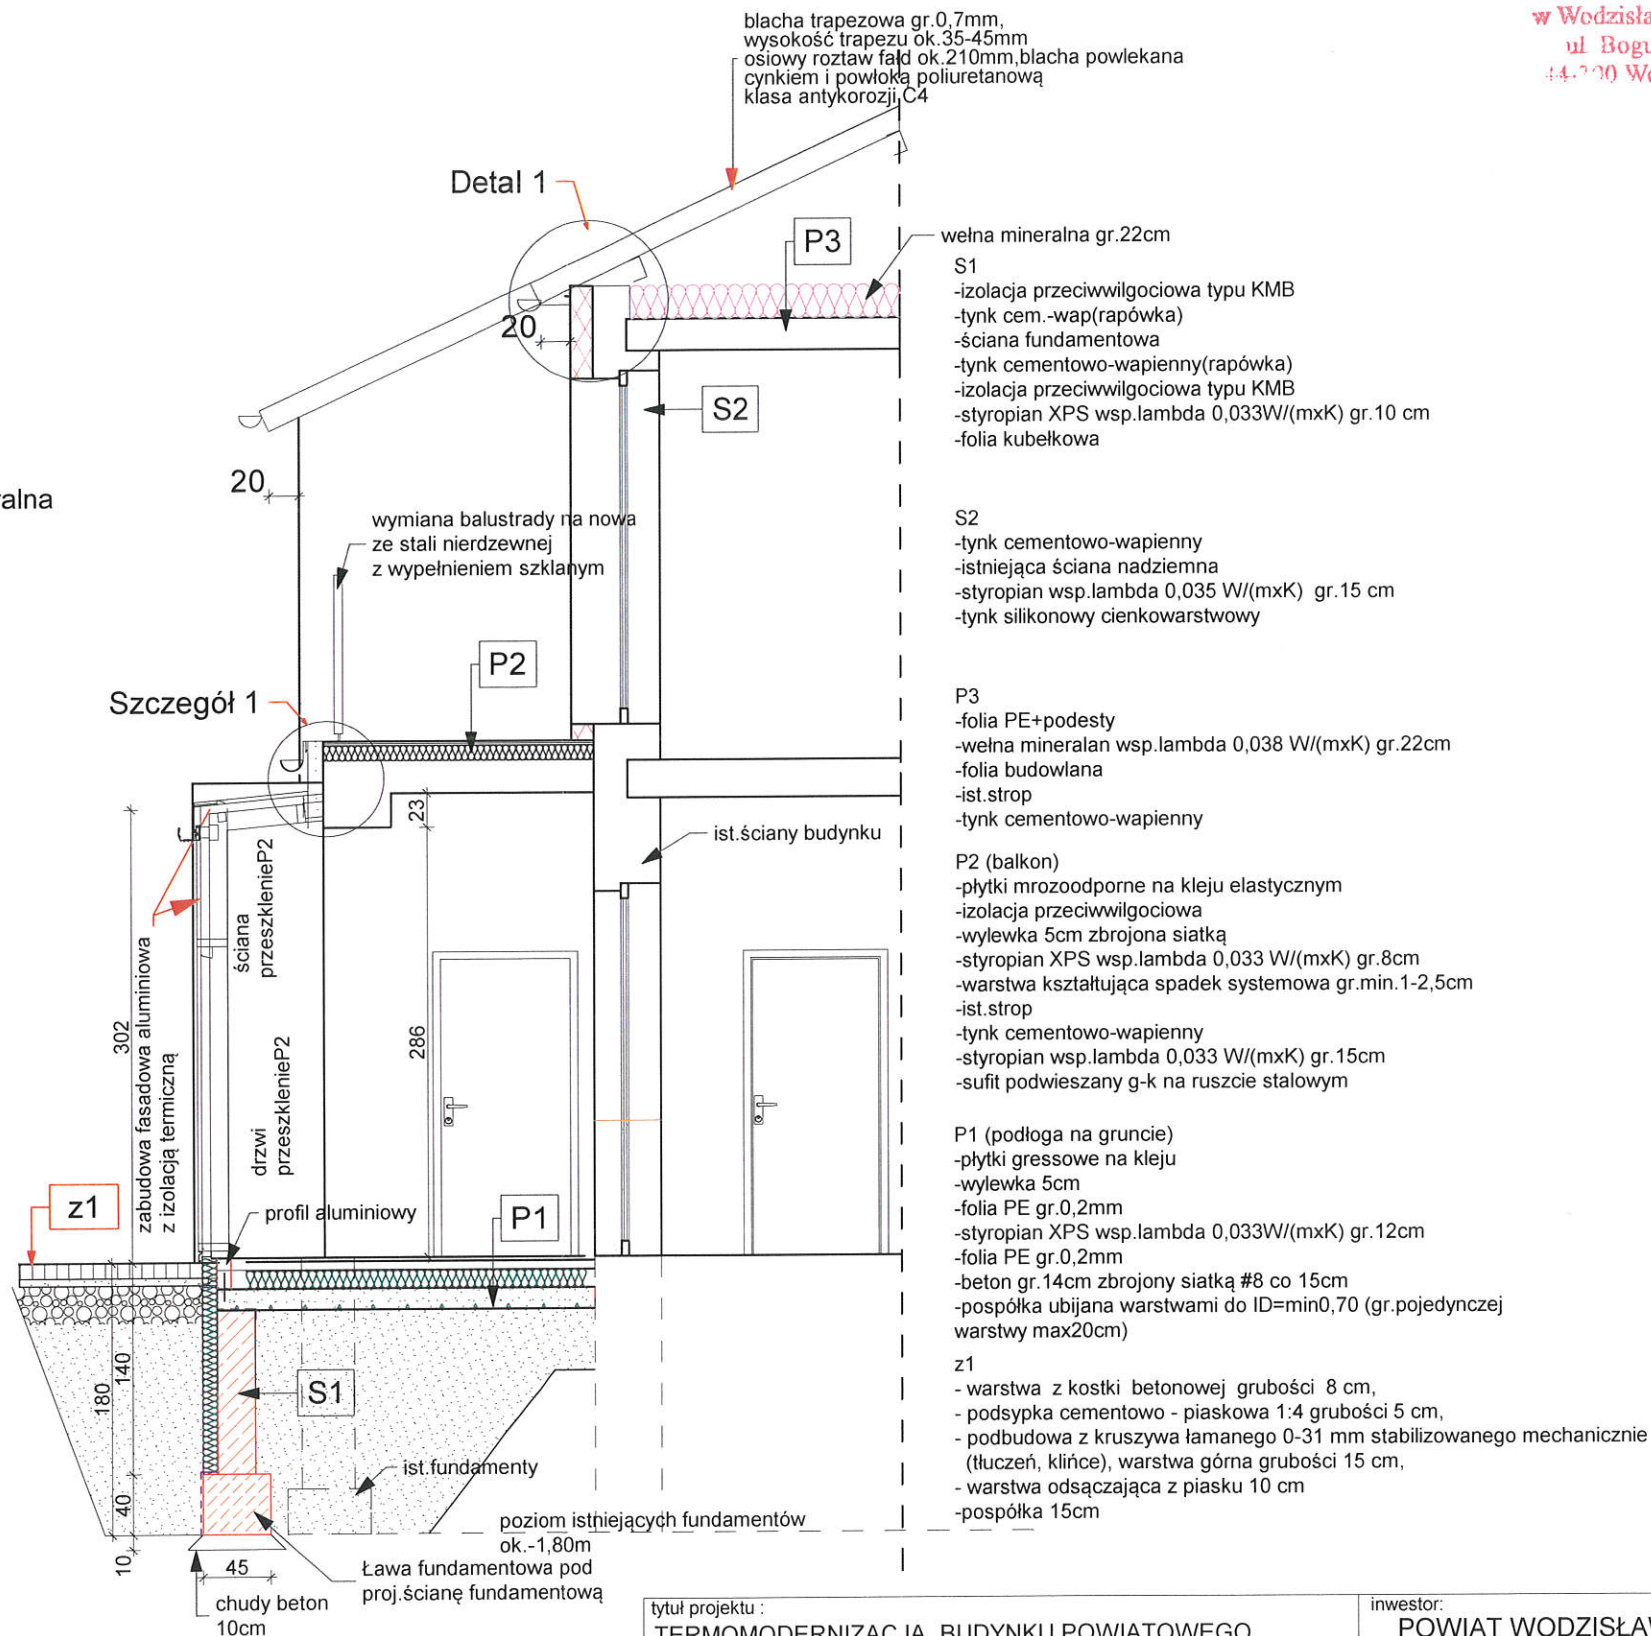 blacha trapezowa gr.0,7mm,
wysokość trapezu ok.35-45mm
osiowy roztaw fałd ok.210mm,blacha powlekana
cynkiem i powłoką poliuretanową
klasa antykorozji C4
w Wodzisła
ul. Bogu
Detal 1
P3
wełna mineralna gr.22cm
20
S2
20
alna
wymiana balustrady na nowa
ze stali nierdzewnej
z wypełnieniem szklanym
P2
Szczegół 1
23
ist.ściany budynku
302
zabudowa fasadowa aluminiowa
z izolacją termiczną
ściana
przeszklenieP2
drzwi
przeszklenieP2
286
z1
profil aluminiowy
P1
180
140
40
10
S1
ist.fundamenty
poziom istniejących fundamentów
ok.-1,80m
45
Ława fundamentowa pod
proj.ścianę fundamentową
chudy beton
10cm
S1
-izolacja przeciwwilgociowa typu KMB
-tynk cem.-wap(rapówka)
-ściana fundamentowa
-tynk cementowo-wapienny(rapówka)
-izolacja przeciwwilgociowa typu KMB
-styropian XPS wsp.lambda 0,033W/(mxK) gr.10 cm
-folia kubełkowa
S2
-tynk cementowo-wapienny
-istniejąca ściana nadziemna
-styropian wsp.lambda 0,035 W/(mxK) gr.15 cm
-tynk silikonowy cienkowarstwowy
P3
-folia PE+podesty
-wełna mineralan wsp.lambda 0,038 W/(mxK) gr.22cm
-folia budowlana
-ist.strop
-tynk cementowo-wapienny
P2 (balkon)
-płytki mrozoodporne na kleju elastycznym
-izolacja przeciwwilgociowa
-wylewka 5cm zbrojona siatką
-styropian XPS wsp.lambda 0,033 W/(mxK) gr.8cm
-warstwa kształtująca spadek systemowa gr.min.1-2,5cm
-ist.strop
-tynk cementowo-wapienny
-styropian wsp.lambda 0,033 W/(mxK) gr.15cm
-sufit podwieszany g-k na ruszcie stalowym
P1 (podłoga na gruncie)
-płytki gressowe na kleju
-wylewka 5cm
-folia PE gr.0,2mm
-styropian XPS wsp.lambda 0,033W/(mxK) gr.12cm
-folia PE gr.0,2mm
-beton gr.14cm zbrojony siatką #8 co 15cm
-pospółka ubijana warstwami do ID=min0,70 (gr.pojedynczej
warstwy max20cm)
z1
- warstwa z kostki betonowej grubości 8 cm,
- podsypka cementowo - piaskowa 1:4 grubości 5 cm,
- podbudowa z kruszywa łamanego 0-31 mm stabilizowanego mechanicznie
(tłuczeń, klińce), warstwa górna grubości 15 cm,
- warstwa odsączająca z piasku 10 cm
-pospółka 15cm
tytuł projektu :
TERMOMODERNIZACJA BUDYNKU POWIATOWEGO
inwestor:
POWIAT WODZISŁAW